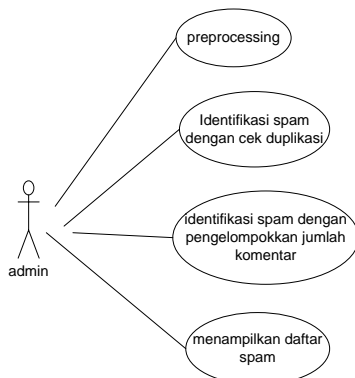 preprocessing
Identifikasi spam
dengan cek duplikasi
identifikasi spam dengan
pengelompokkan jumlah
komentar
admin
menampilkan daftar
spam